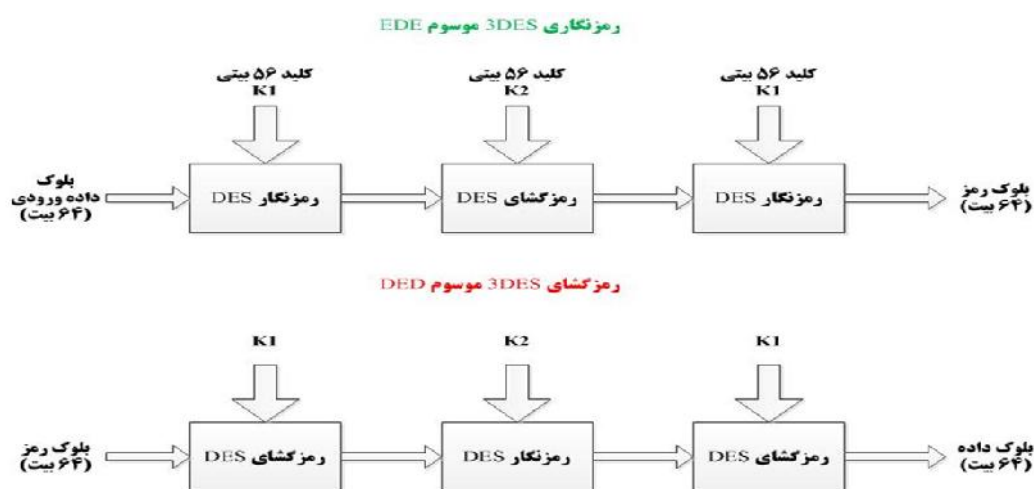 رمزنگاری 3DES موسوم EDE
کلید ۵۶ بیتی
K1
کلید ۵۶ بیتی
K2
کلید ۵۶ بیتی
K1
بلوک
داده ورودی
(۶۴ بیت)
رمزنگار DES
رمزگشای DES
رمزنگار DES
بلوک رمز
(۶۴ بیت)
رمزگشای 3DES موسوم DED
K1
K2
K1
بلوک رمز
(۶۴ بیت)
رمزگشای DES
رمزنگار DES
رمزگشای DES
بلوک داده
(۶۴ بیت)